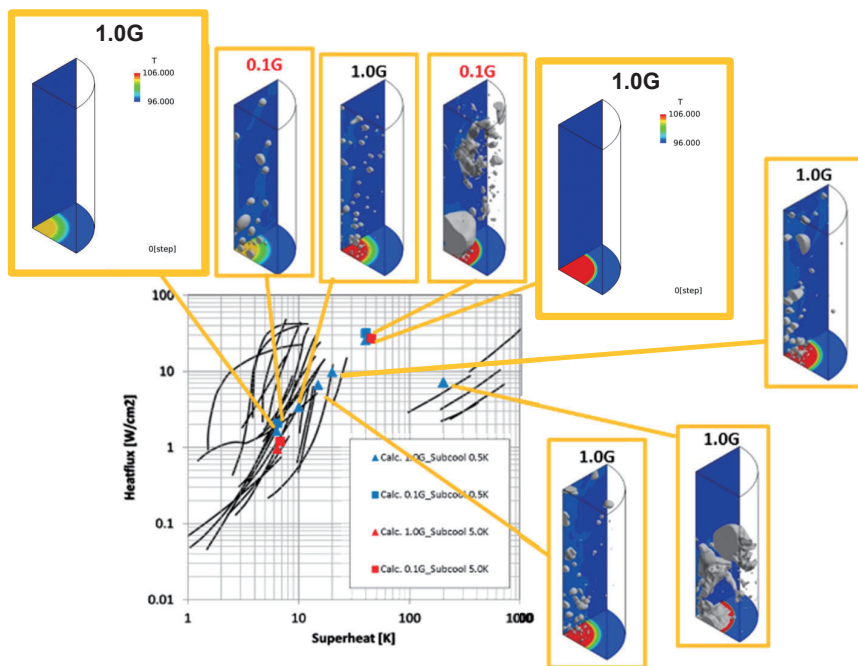 1.0G
T
106.000
96.000
0[step]
0.1G
1.0G
0.1G
1.0G
T
106.000
96.000
0[step]
1.0G
100
10
1
0.1
0.01
Heatflux [W/cm2]
1
10
100
1000
Superheat [K]
Calc. 1.0G_Subcool 0.5K
Calc. 0.1G_Subcool 0.5K
Calc. 1.0G_Subcool 5.0K
Calc. 0.1G_Subcool 5.0K
1.0G
1.0G